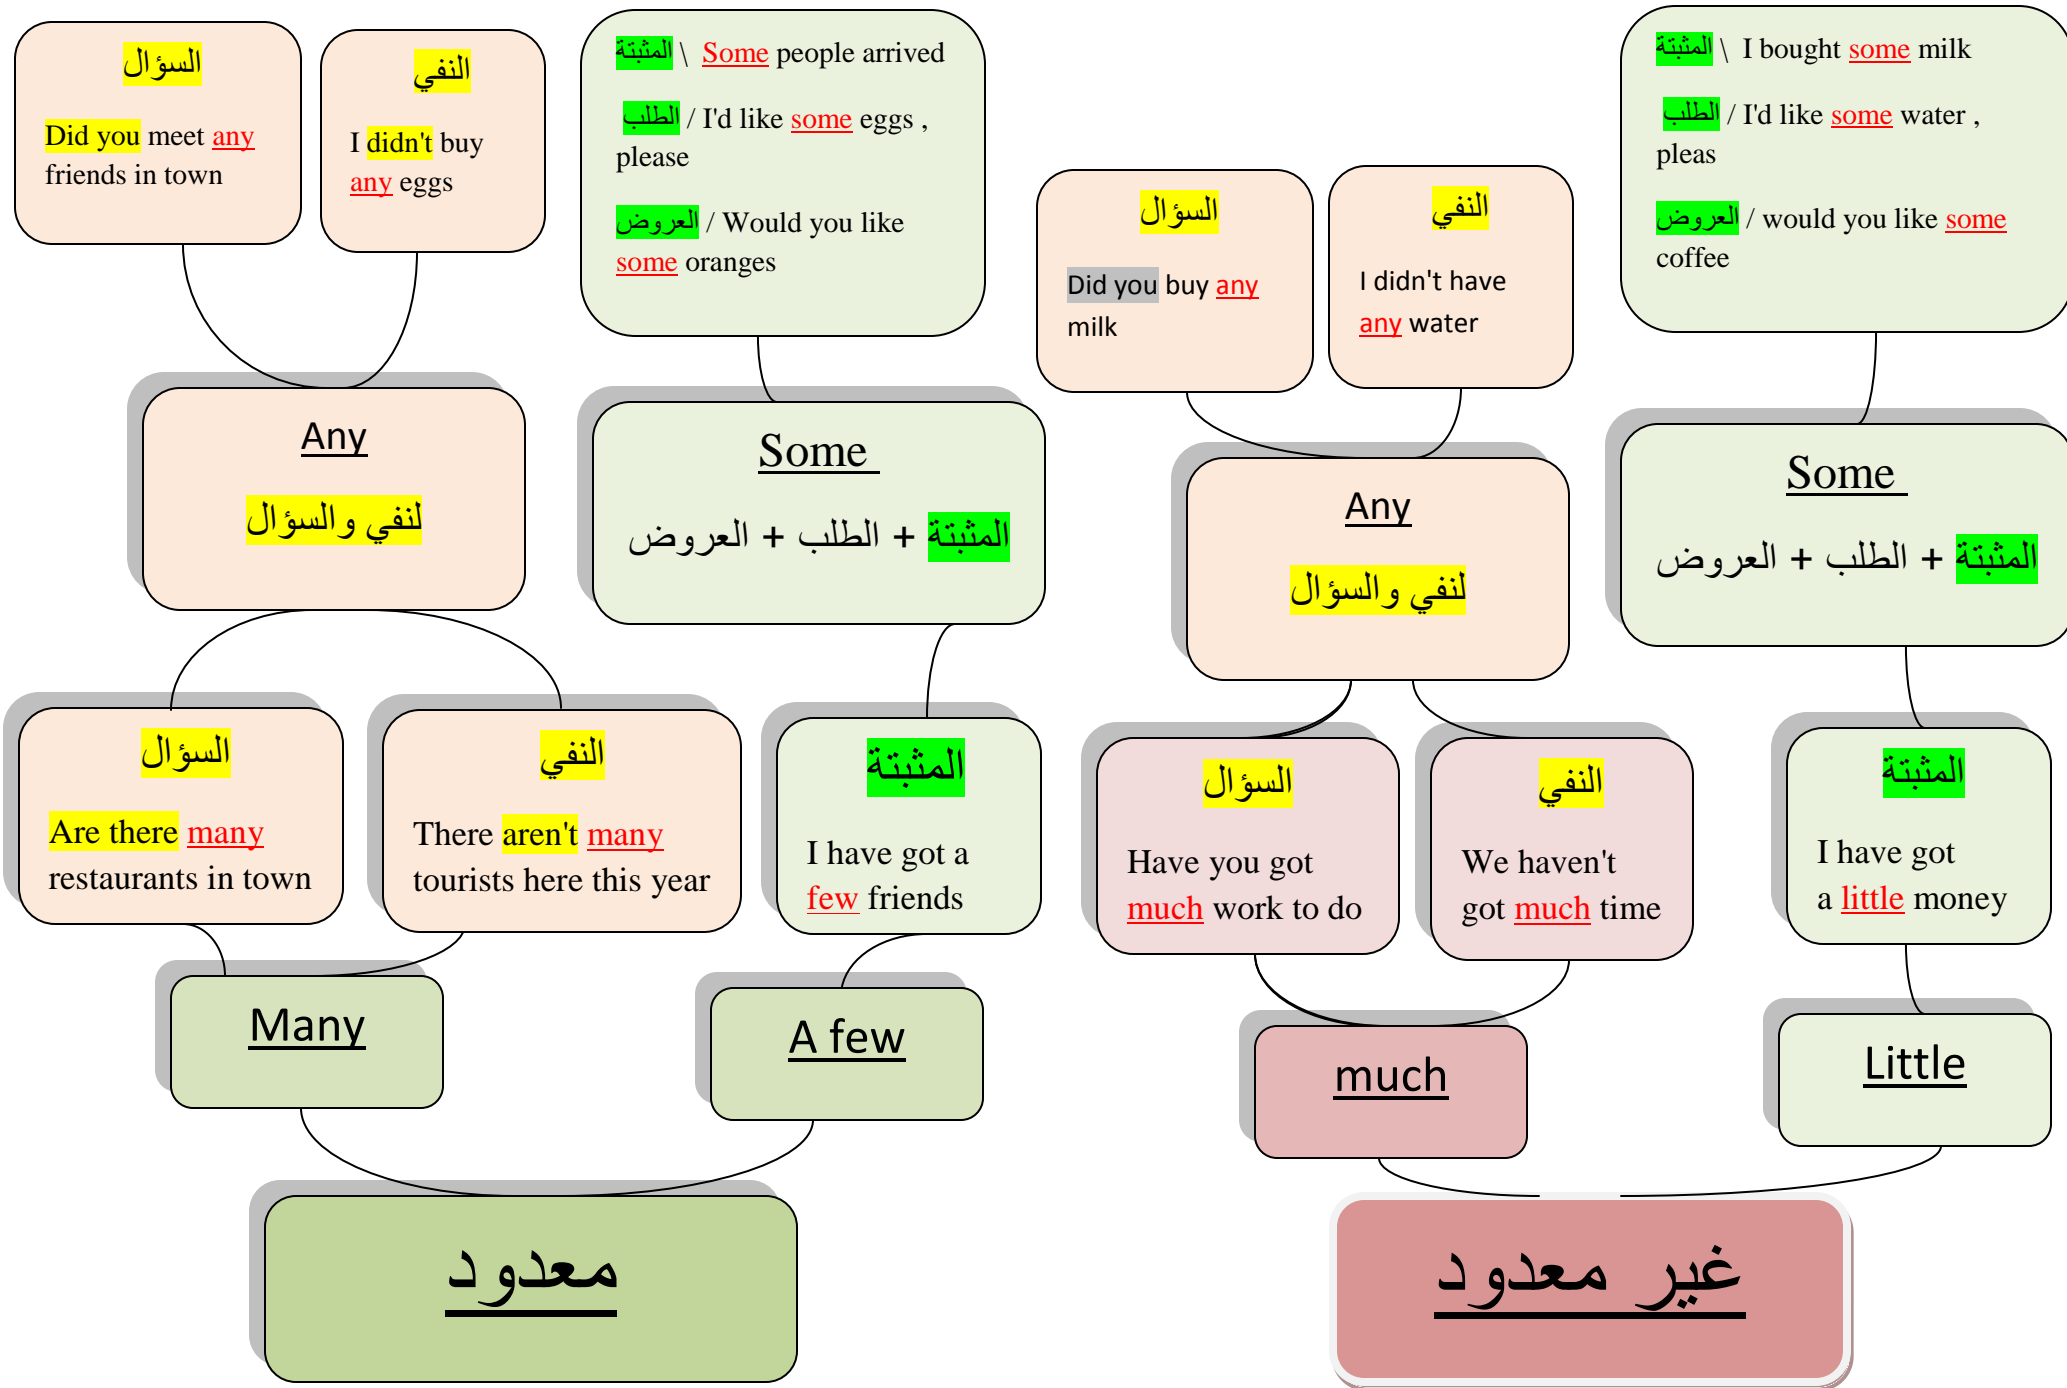 السؤال
Did you meet any
friends in town
النفي
I didn't buy
any eggs
المثبتة \ Some people arrived
الطلب / I'd like some eggs ,
please
العروض / Would you like
some oranges
السؤال
Did you buy any
milk
النفي
I didn't have
any water
المثبتة \ I bought some milk
الطلب / I'd like some water ,
pleas
العروض / would you like some
coffee
Any
لنفي والسؤال
Some
المثبتة + الطلب + العروض
Any
لنفي والسؤال
Some
المثبتة + الطلب + العروض
السؤال
Are there many
restaurants in town
النفي
There aren't many
tourists here this year
المثبتة
I have got a
few friends
السؤال
Have you got
much work to do
النفي
We haven't
got much time
المثبتة
I have got
a little money
Many
A few
much
Little
معدود
غير معدود